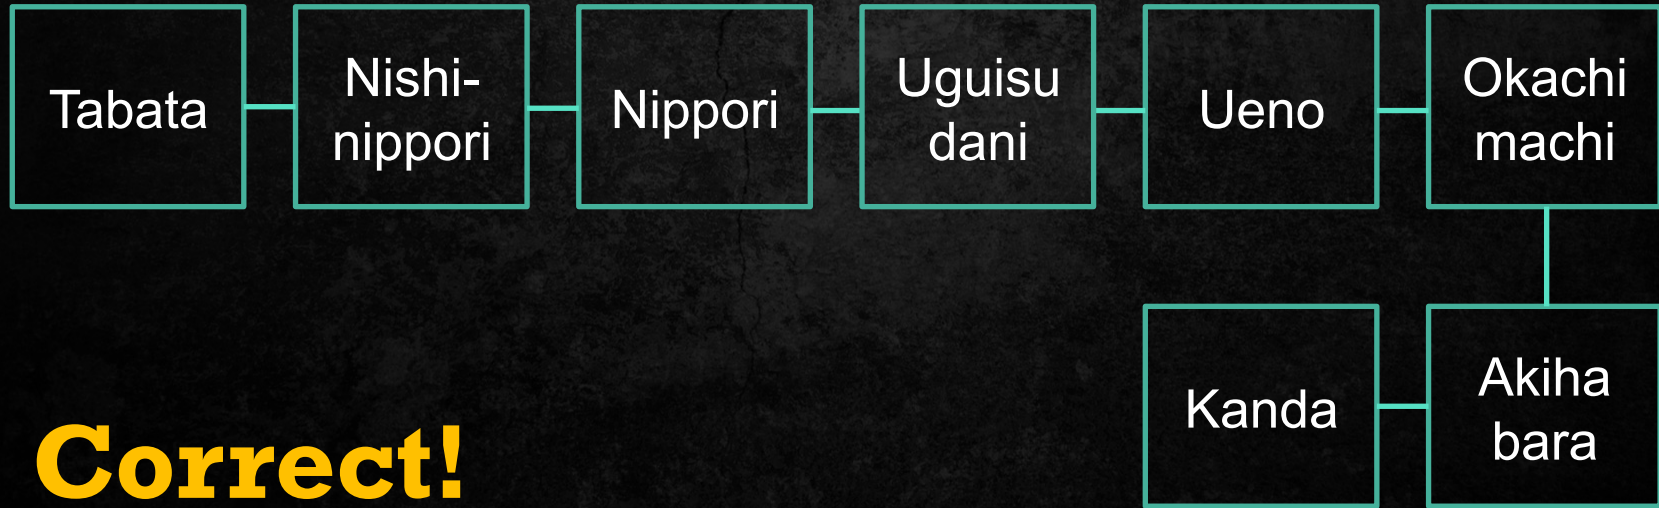 Tabata
Nishi-
nippori
Nippori
Uguisu
dani
Ueno
Okachi
machi
Kanda
Akiha
bara
Correct!